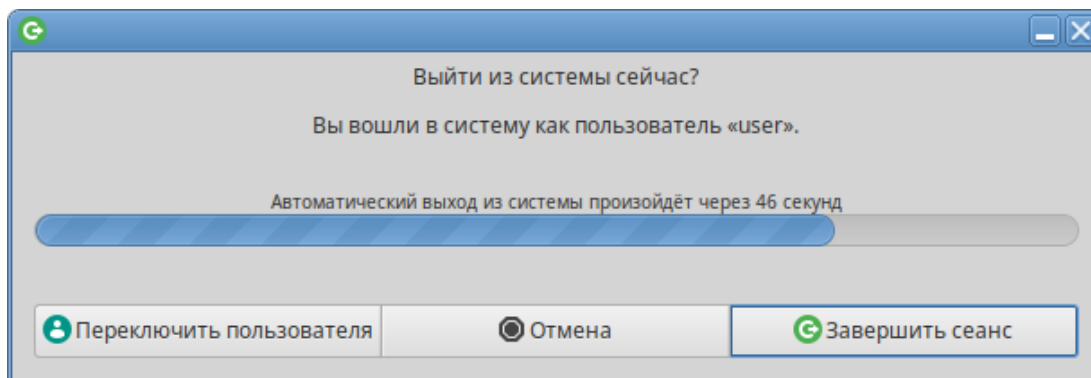 Выйти из системы сейчас?
Вы вошли в систему как пользователь «user».
Автоматический выход из системы произойдёт через 46 секунд
Переключить пользователя
Отмена
Завершить сеанс